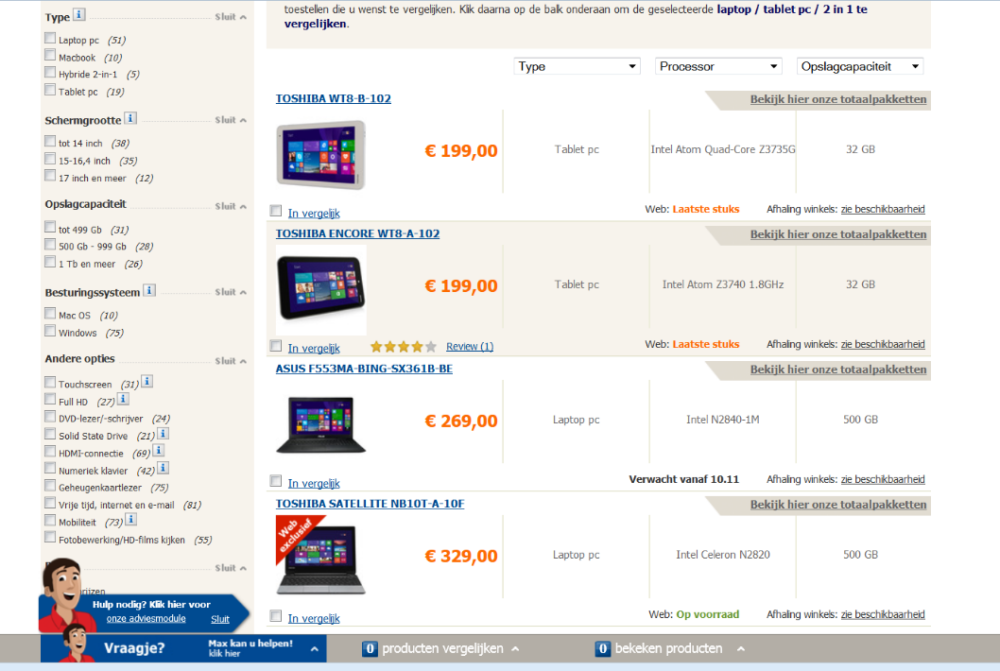 toestellen die u wenst te vergelijken. Klik daarna op de balk onderaan om de geselecteerde laptop / tablet pc / 2 in 1 te
vergelijken.
Type
Sluit
Laptop pc (51)
Macbook (10)
Hybride 2-in-1 (5)
Tablet pc (19)
Schermgrootte
Sluit
tot 14 inch (38)
15-16,4 inch (35)
17 inch en meer (12)
Opslagcapaciteit
Sluit
tot 499 Gb (31)
500 Gb - 999 Gb (28)
1 Tb en meer (26)
Besturingssysteem
Sluit
Mac OS (10)
Windows (75)
Andere opties
Sluit
Touchscreen (31)
Full HD (27)
DVD-lezer/-schrijver (24)
Solid State Drive (21)
HDMI-connectie (69)
Numeriek klavier (42)
Geheugenkaartlezer (75)
Vrije tijd, internet en e-mail (81)
Mobiliteit (73)
Fotobewerking/HD-films kijken (55)
Sluit
Hulp nodig? Klik hier voor
onze adviesmodule Sluit
Type Processor Opslagcapaciteit
TOSHIBA WT8-B-102
Bekijk hier onze totaalpakketten
€ 199,00 Tablet pc Intel Atom Quad-Core Z3735G 32 GB
In vergelijk
Web: Laatste stuks Afhaling winkels: zie beschikbaarheid
TOSHIBA ENCORE WT8-A-102
Bekijk hier onze totaalpakketten
€ 199,00 Tablet pc Intel Atom Z3740 1.8GHz 32 GB
In vergelijk Review (1)
Web: Laatste stuks Afhaling winkels: zie beschikbaarheid
ASUS F553MA-BING-SX361B-BE
Bekijk hier onze totaalpakketten
€ 269,00 Laptop pc Intel N2840-1M 500 GB
In vergelijk
Verwacht vanaf 10.11 Afhaling winkels: zie beschikbaarheid
TOSHIBA SATELLITE NB10T-A-10F
Bekijk hier onze totaalpakketten
Web
exclusief
€ 329,00 Laptop pc Intel Celeron N2820 500 GB
In vergelijk
Web: Op voorraad Afhaling winkels: zie beschikbaarheid
Vraagje? Max kan u helpen!
klik hier
0 producten vergelijken
0 bekeken producten